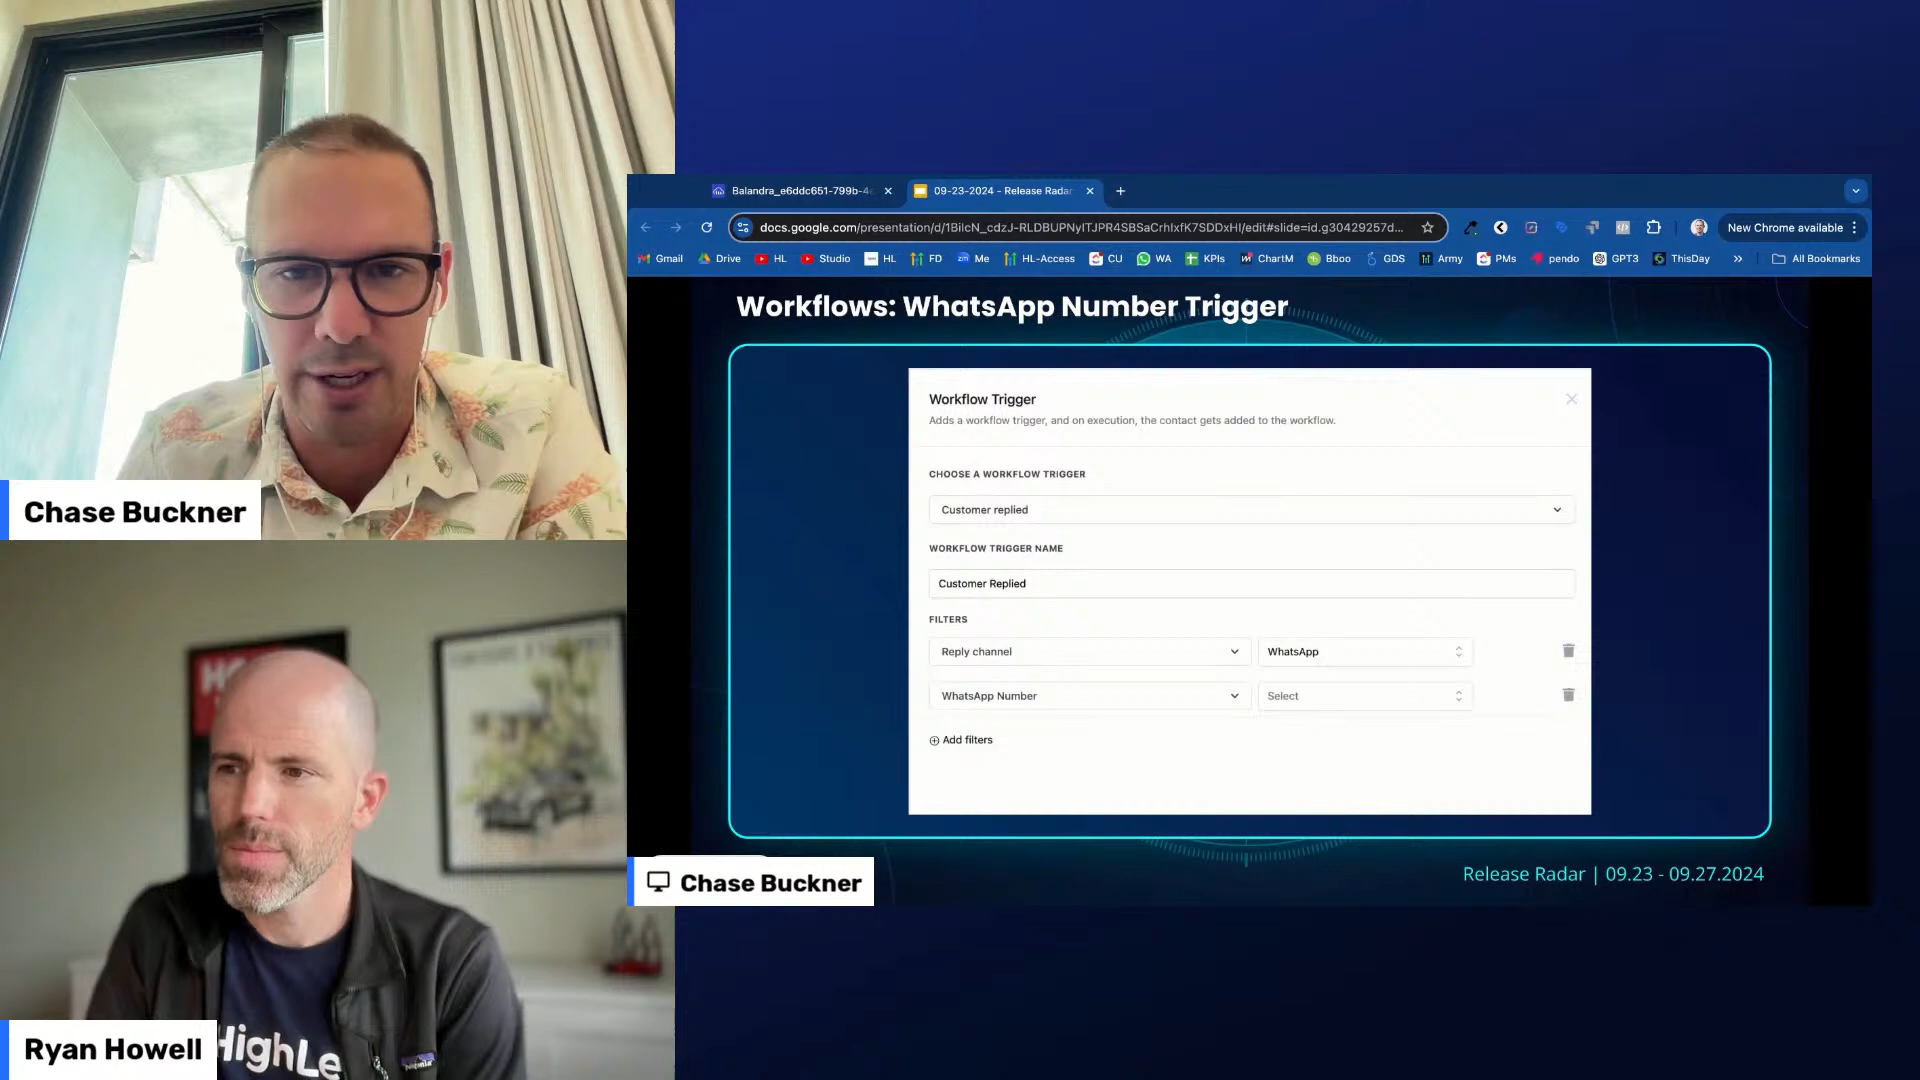 Chase Buckner
HighLe
Ryan Howell
Balandra_e6ddc651-799b-4
09-23-2024 - Release Radar
docs.google.com/presentation/d/1BilcN_cdzJ-RLDBUPNyITJPR4SBSaCrhlxfK7SDDxHI/edit#slide=id.g30429257d...
New Chrome available
Gmail Drive HL Studio HL FD Me HL-Access CU WA KPIs ChartM Bboo GDS Army PMs pendo GPT3 ThisDay » All Bookmarks
Workflows: WhatsApp Number Trigger
Workflow Trigger
Adds a workflow trigger, and on execution, the contact gets added to the workflow.
CHOOSE A WORKFLOW TRIGGER
Customer replied
WORKFLOW TRIGGER NAME
Customer Replied
FILTERS
Reply channel WhatsApp
WhatsApp Number Select
Add filters
Chase Buckner
Release Radar | 09.23 - 09.27.2024